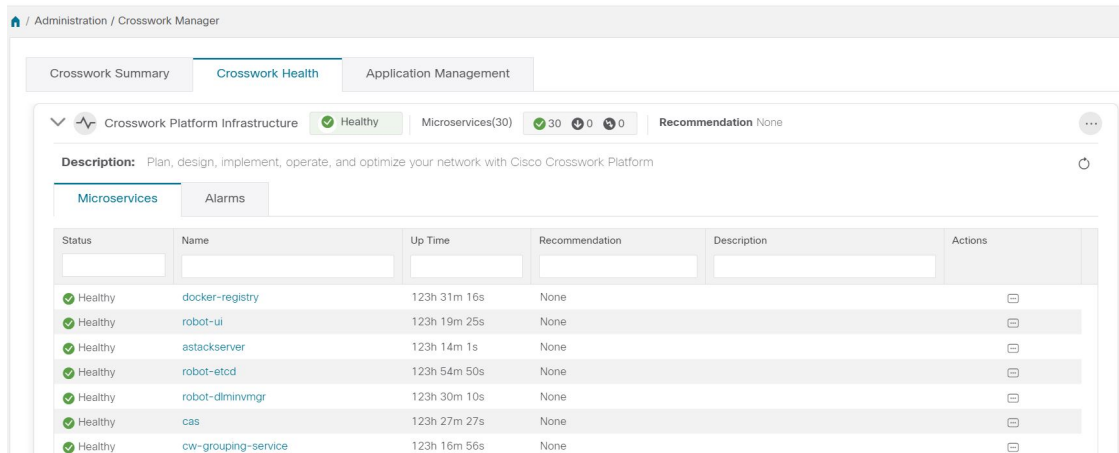 / Administration / Crosswork Manager
Crosswork Summary Crosswork Health Application Management
Crosswork Platform Infrastructure Healthy Microservices(30) 30 0 0 Recommendation None
Description: Plan, design, implement, operate, and optimize your network with Cisco Crosswork Platform
Microservices Alarms
Status Name Up Time Recommendation Description Actions
Healthy docker-registry 123h 31m 16s None
Healthy robot-ui 123h 19m 25s None
Healthy astackserver 123h 14m 1s None
Healthy robot-etcd 123h 54m 50s None
Healthy robot-dlminvmgr 123h 30m 10s None
Healthy cas 123h 27m 27s None
Healthy cw-grouping-service 123h 16m 56s None